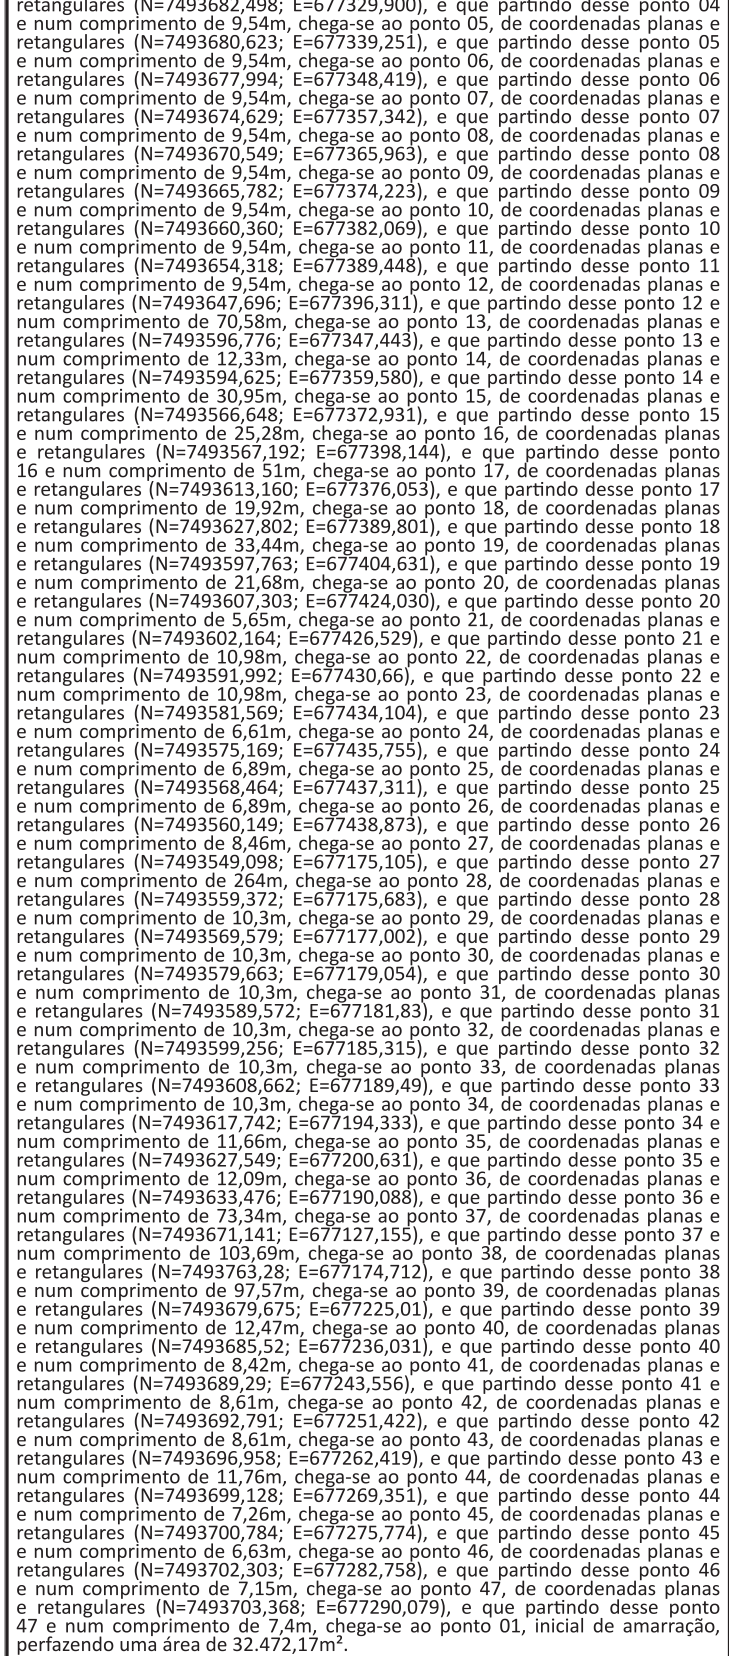 retangulares (N=7493682,498; E=677329,900), e que partindo desse ponto 04
e num comprimento de 9,54m, chega-se ao ponto 05, de coordenadas planas e
retangulares (N=7493680,623; E=677339,251), e que partindo desse ponto 05
e num comprimento de 9,54m, chega-se ao ponto 06, de coordenadas planas e
retangulares (N=7493677,994; E=677348,419), e que partindo desse ponto 06
e num comprimento de 9,54m, chega-se ao ponto 07, de coordenadas planas e
retangulares (N=7493674,629; E=677357,342), e que partindo desse ponto 07
e num comprimento de 9,54m, chega-se ao ponto 08, de coordenadas planas e
retangulares (N=7493670,549; E=677365,963), e que partindo desse ponto 08
e num comprimento de 9,54m, chega-se ao ponto 09, de coordenadas planas e
retangulares (N=7493665,782; E=677374,223), e que partindo desse ponto 09
e num comprimento de 9,54m, chega-se ao ponto 10, de coordenadas planas e
retangulares (N=7493660,360; E=677382,069), e que partindo desse ponto 10
e num comprimento de 9,54m, chega-se ao ponto 11, de coordenadas planas e
retangulares (N=7493654,318; E=677389,448), e que partindo desse ponto 11
e num comprimento de 9,54m, chega-se ao ponto 12, de coordenadas planas e
retangulares (N=7493647,696; E=677396,311), e que partindo desse ponto 12 e
num comprimento de 70,58m, chega-se ao ponto 13, de coordenadas planas e
retangulares (N=7493596,776; E=677347,443), e que partindo desse ponto 13 e
num comprimento de 12,33m, chega-se ao ponto 14, de coordenadas planas e
retangulares (N=7493594,625; E=677359,580), e que partindo desse ponto 14 e
num comprimento de 30,95m, chega-se ao ponto 15, de coordenadas planas e
retangulares (N=7493566,648; E=677372,931), e que partindo desse ponto 15
e num comprimento de 25,28m, chega-se ao ponto 16, de coordenadas planas
e retangulares (N=7493567,192; E=677398,144), e que partindo desse ponto
16 e num comprimento de 51m, chega-se ao ponto 17, de coordenadas planas
e retangulares (N=7493613,160; E=677376,053), e que partindo desse ponto 17
e num comprimento de 19,92m, chega-se ao ponto 18, de coordenadas planas
e retangulares (N=7493627,802; E=677389,801), e que partindo desse ponto 18
e num comprimento de 33,44m, chega-se ao ponto 19, de coordenadas planas
e retangulares (N=7493597,763; E=677404,631), e que partindo desse ponto 19
e num comprimento de 21,68m, chega-se ao ponto 20, de coordenadas planas
e retangulares (N=7493607,303; E=677424,030), e que partindo desse ponto 20
e num comprimento de 5,65m, chega-se ao ponto 21, de coordenadas planas e
retangulares (N=7493602,164; E=677426,529), e que partindo desse ponto 21 e
num comprimento de 10,98m, chega-se ao ponto 22, de coordenadas planas e
retangulares (N=7493591,992; E=677430,66), e que partindo desse ponto 22 e
num comprimento de 10,98m, chega-se ao ponto 23, de coordenadas planas e
retangulares (N=7493581,569; E=677434,104), e que partindo desse ponto 23
e num comprimento de 6,61m, chega-se ao ponto 24, de coordenadas planas e
retangulares (N=7493575,169; E=677435,755), e que partindo desse ponto 24
e num comprimento de 6,89m, chega-se ao ponto 25, de coordenadas planas e
retangulares (N=7493568,464; E=677437,311), e que partindo desse ponto 25
e num comprimento de 6,89m, chega-se ao ponto 26, de coordenadas planas e
retangulares (N=7493560,149; E=677438,873), e que partindo desse ponto 26
e num comprimento de 8,46m, chega-se ao ponto 27, de coordenadas planas e
retangulares (N=7493549,098; E=677175,105), e que partindo desse ponto 27
e num comprimento de 264m, chega-se ao ponto 28, de coordenadas planas e
retangulares (N=7493559,372; E=677175,683), e que partindo desse ponto 28
e num comprimento de 10,3m, chega-se ao ponto 29, de coordenadas planas e
retangulares (N=7493569,579; E=677177,002), e que partindo desse ponto 29
e num comprimento de 10,3m, chega-se ao ponto 30, de coordenadas planas e
retangulares (N=7493579,663; E=677179,054), e que partindo desse ponto 30
e num comprimento de 10,3m, chega-se ao ponto 31, de coordenadas planas
e retangulares (N=7493589,572; E=677181,83), e que partindo desse ponto 31
e num comprimento de 10,3m, chega-se ao ponto 32, de coordenadas planas e
retangulares (N=7493599,256; E=677185,315), e que partindo desse ponto 32
e num comprimento de 10,3m, chega-se ao ponto 33, de coordenadas planas
e retangulares (N=7493608,662; E=677189,49), e que partindo desse ponto 33
e num comprimento de 10,3m, chega-se ao ponto 34, de coordenadas planas e
retangulares (N=7493617,742; E=677194,333), e que partindo desse ponto 34 e
num comprimento de 11,66m, chega-se ao ponto 35, de coordenadas planas e
retangulares (N=7493627,549; E=677200,631), e que partindo desse ponto 35 e
num comprimento de 12,09m, chega-se ao ponto 36, de coordenadas planas e
retangulares (N=7493633,476; E=677190,088), e que partindo desse ponto 36 e
num comprimento de 73,34m, chega-se ao ponto 37, de coordenadas planas e
retangulares (N=7493671,141; E=677127,155), e que partindo desse ponto 37 e
num comprimento de 103,69m, chega-se ao ponto 38, de coordenadas planas
e retangulares (N=7493763,28; E=677174,712), e que partindo desse ponto 38
e num comprimento de 97,57m, chega-se ao ponto 39, de coordenadas planas
e retangulares (N=7493679,675; E=677225,01), e que partindo desse ponto 39
e num comprimento de 12,47m, chega-se ao ponto 40, de coordenadas planas
e retangulares (N=7493685,52; E=677236,031), e que partindo desse ponto 40
e num comprimento de 8,42m, chega-se ao ponto 41, de coordenadas planas e
retangulares (N=7493689,29; E=677243,556), e que partindo desse ponto 41 e
num comprimento de 8,61m, chega-se ao ponto 42, de coordenadas planas e
retangulares (N=7493692,791; E=677251,422), e que partindo desse ponto 42
e num comprimento de 8,61m, chega-se ao ponto 43, de coordenadas planas e
retangulares (N=7493696,958; E=677262,419), e que partindo desse ponto 43 e
num comprimento de 11,76m, chega-se ao ponto 44, de coordenadas planas e
retangulares (N=7493699,128; E=677269,351), e que partindo desse ponto 44
e num comprimento de 7,26m, chega-se ao ponto 45, de coordenadas planas e
retangulares (N=7493700,784; E=677275,774), e que partindo desse ponto 45
e num comprimento de 6,63m, chega-se ao ponto 46, de coordenadas planas e
retangulares (N=7493702,303; E=677282,758), e que partindo desse ponto 46
e num comprimento de 7,15m, chega-se ao ponto 47, de coordenadas planas
e retangulares (N=7493703,368; E=677290,079), e que partindo desse ponto
47 e num comprimento de 7,4m, chega-se ao ponto 01, inicial de amarração,
perfazendo uma área de 32.472,17m².